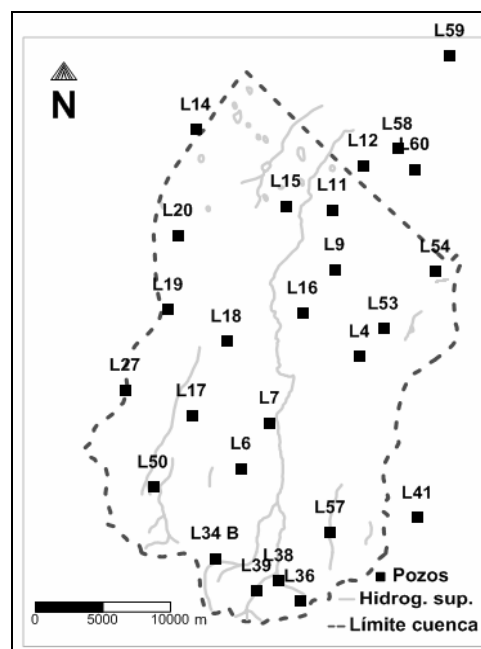 L59
L14
L58
L12
L60
L15
L11
L20
L9
L54
L19
L16
L53
L18
L4
L27
L17
L7
L6
L50
L41
L57
L34 B
L38
L39
L36
N
Pozos
Hidrog. sup.
Límite cuenca
0 5000 10000 m